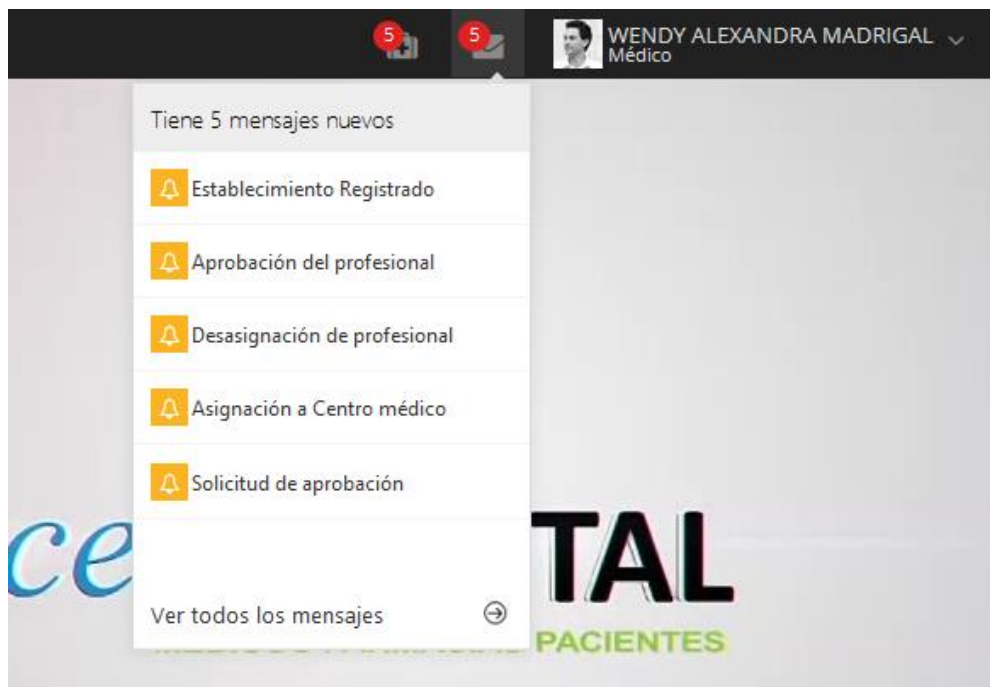 5
5
WENDY ALEXANDRA MADRIGAL
Médico
Tiene 5 mensajes nuevos
Establecimiento Registrado
Aprobación del profesional
Desasignación de profesional
Asignación a Centro médico
Solicitud de aprobación
ce TAL
Ver todos los mensajes
PACIENTES